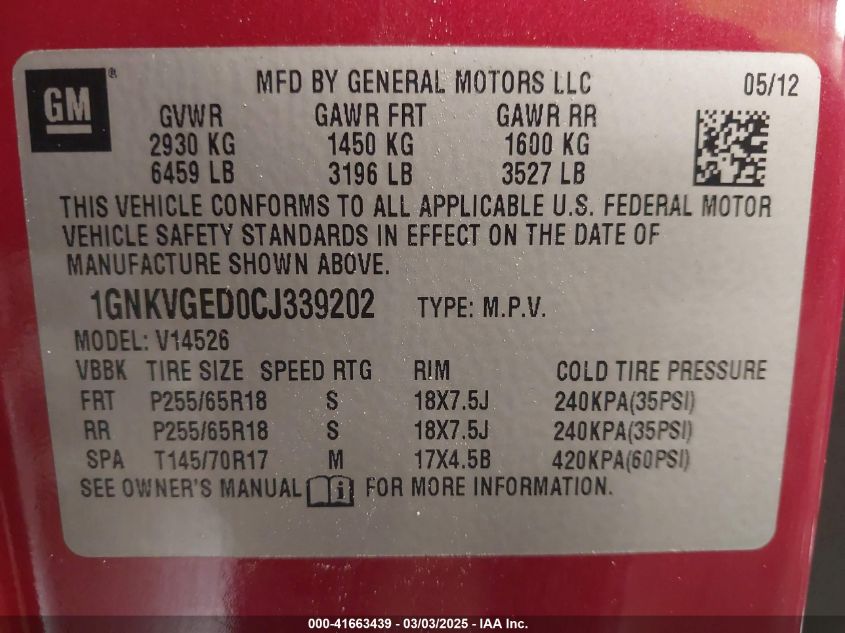 GM® MFD BY GENERAL MOTORS LLC 05/12
GVWR GAWR FRT GAWR RR
2930 KG 1450 KG 1600 KG
6459 LB 3196 LB 3527 LB
THIS VEHICLE CONFORMS TO ALL APPLICABLE U.S. FEDERAL MOTOR
VEHICLE SAFETY STANDARDS IN EFFECT ON THE DATE OF
MANUFACTURE SHOWN ABOVE.
1GNKVGED0CJ339202 TYPE: M.P.V.
MODEL: V14526
VBBK TIRE SIZE SPEED RTG RIM COLD TIRE PRESSURE
FRT P255/65R18 S 18X7.5J 240KPA(35PSI)
RR P255/65R18 S 18X7.5J 240KPA(35PSI)
SPA T145/70R17 M 17X4.5B 420KPA(60PSI)
SEE OWNER'S MANUAL i FOR MORE INFORMATION.
000-41663439 - 03/03/2025 - IAA Inc.